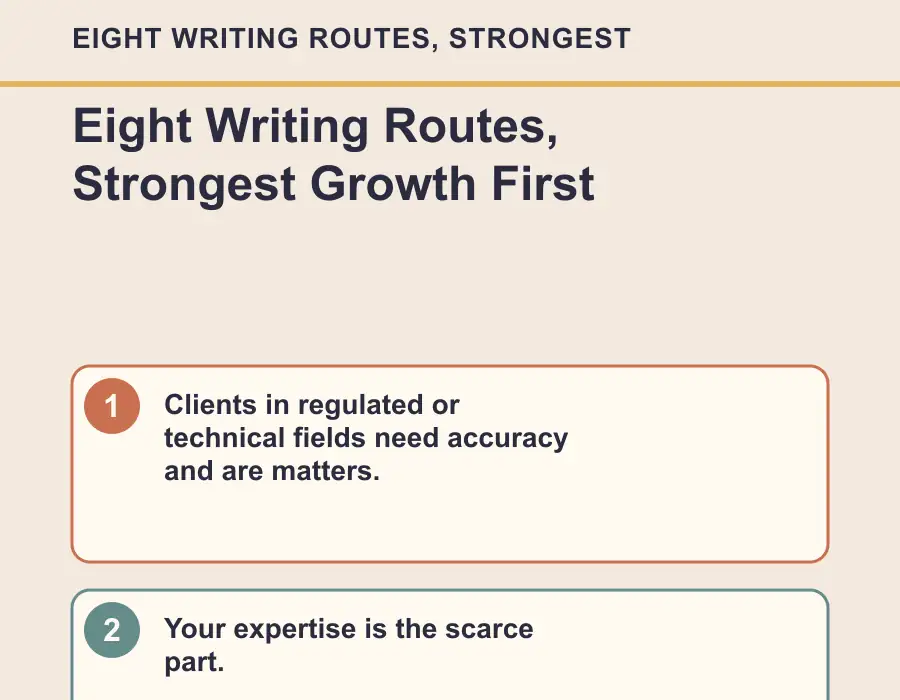 EIGHT WRITING ROUTES, STRONGEST
Eight Writing Routes,
Strongest Growth First
1
Clients in regulated or
technical fields need accuracy
and are matters.
2
Your expertise is the scarce
part.